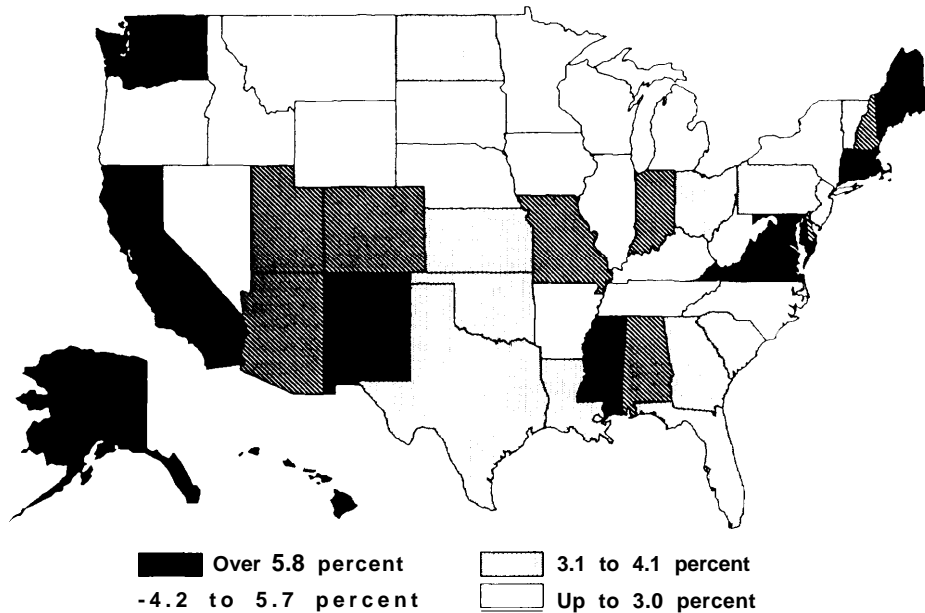 Over 5.8 percent
3.1 to 4.1 percent
-4.2 to 5.7 percent
Up to 3.0 percent